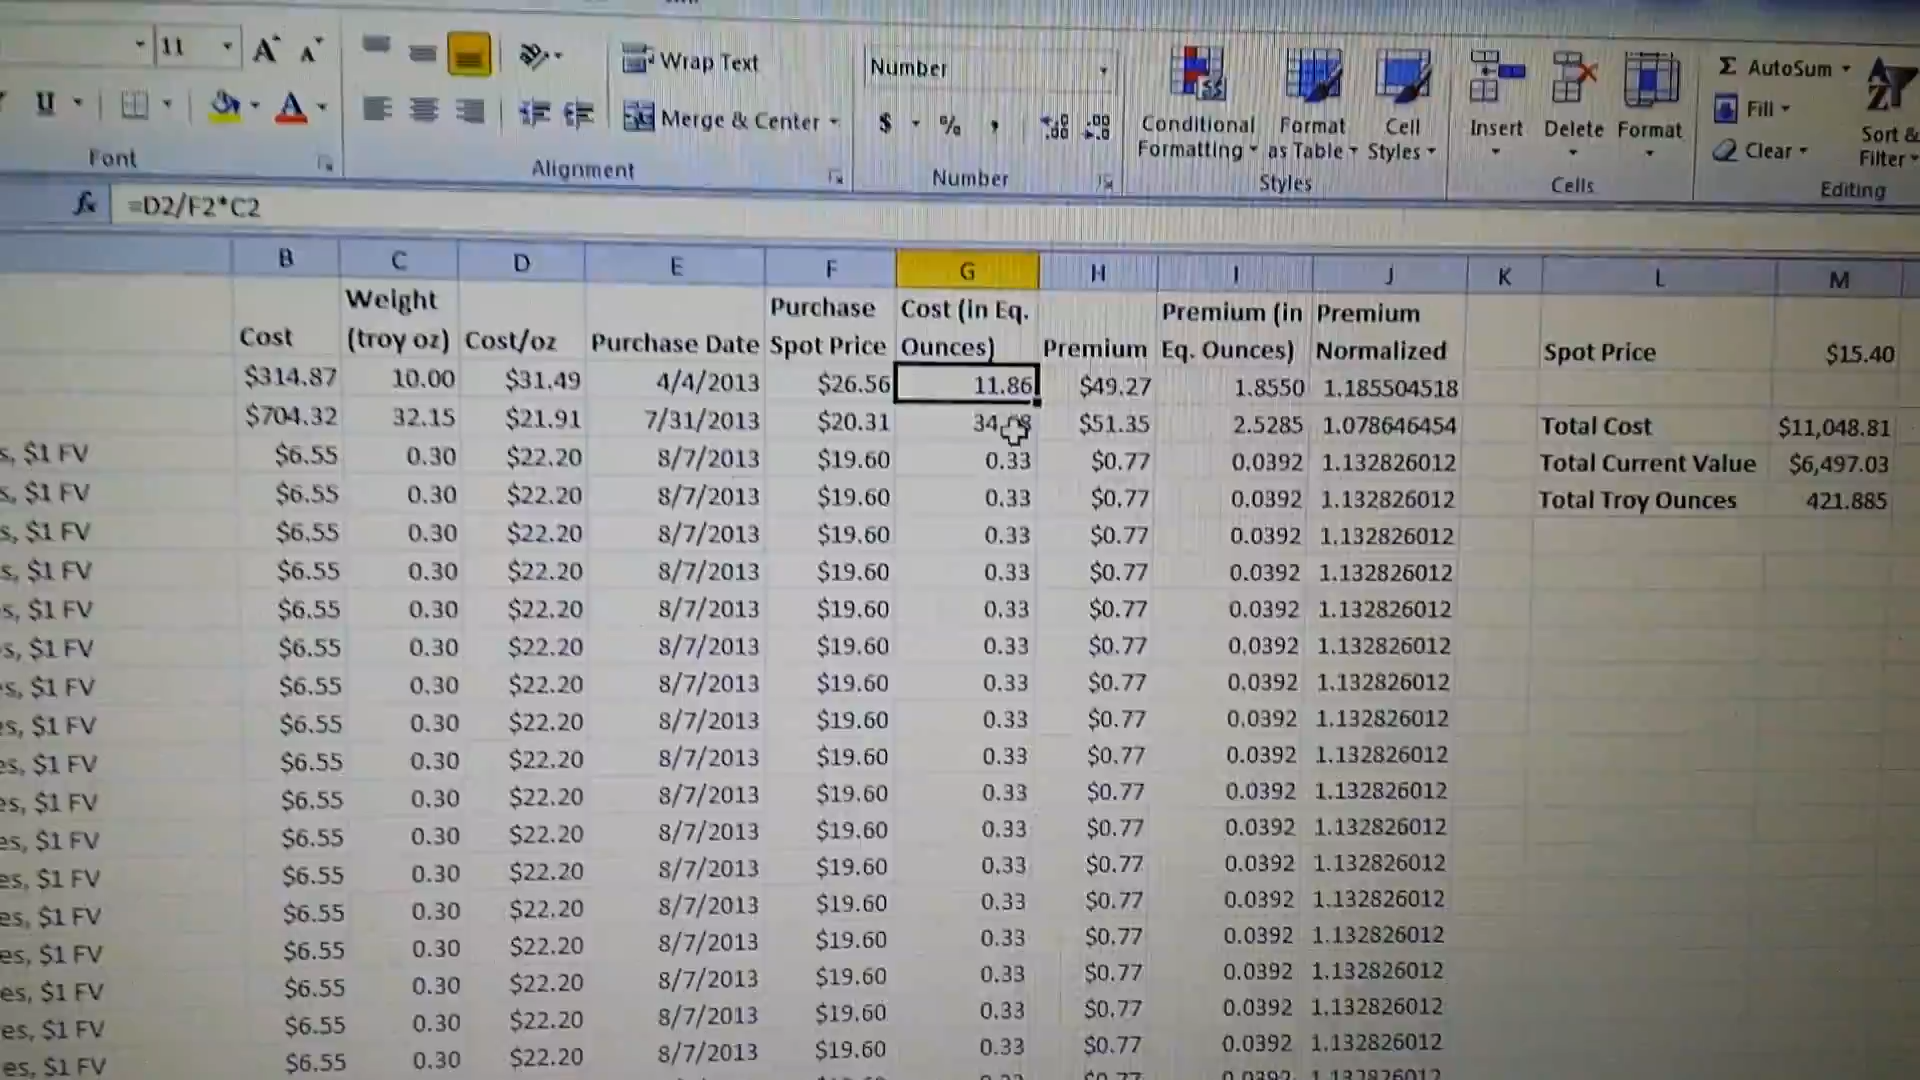 11 A A Wrap Text Number
U Merge & Center $ % , .00 Conditional Formatting Format as Table Cell Styles Insert Delete Format Σ AutoSum Fill Clear Sort & Filter
Font Alignment Number Styles Cells Editing
fx =D2/F2*C2
B C D E F G H I J K L M
Cost Weight (troy oz) Cost/oz Purchase Date Purchase Spot Price Cost (in Eq. Ounces) Premium Premium (in Eq. Ounces) Premium Normalized Spot Price $15.40
$314.87 10.00 $31.49 4/4/2013 $26.56 11.86 $49.27 1.8550 1.185504518
$704.32 32.15 $21.91 7/31/2013 $20.31 $51.35 2.5285 1.078646454 Total Cost $11,048.81
s, $1 FV $6.55 0.30 $22.20 8/7/2013 $19.60 0.33 $0.77 0.0392 1.132826012 Total Current Value $6,497.03
s, $1 FV $6.55 0.30 $22.20 8/7/2013 $19.60 0.33 $0.77 0.0392 1.132826012 Total Troy Ounces 421.885
s, $1 FV $6.55 0.30 $22.20 8/7/2013 $19.60 0.33 $0.77 0.0392 1.132826012
s, $1 FV $6.55 0.30 $22.20 8/7/2013 $19.60 0.33 $0.77 0.0392 1.132826012
s, $1 FV $6.55 0.30 $22.20 8/7/2013 $19.60 0.33 $0.77 0.0392 1.132826012
s, $1 FV $6.55 0.30 $22.20 8/7/2013 $19.60 0.33 $0.77 0.0392 1.132826012
s, $1 FV $6.55 0.30 $22.20 8/7/2013 $19.60 0.33 $0.77 0.0392 1.132826012
es, $1 FV $6.55 0.30 $22.20 8/7/2013 $19.60 0.33 $0.77 0.0392 1.132826012
es, $1 FV $6.55 0.30 $22.20 8/7/2013 $19.60 0.33 $0.77 0.0392 1.132826012
es, $1 FV $6.55 0.30 $22.20 8/7/2013 $19.60 0.33 $0.77 0.0392 1.132826012
es, $1 FV $6.55 0.30 $22.20 8/7/2013 $19.60 0.33 $0.77 0.0392 1.132826012
es, $1 FV $6.55 0.30 $22.20 8/7/2013 $19.60 0.33 $0.77 0.0392 1.132826012
es, $1 FV $6.55 0.30 $22.20 8/7/2013 $19.60 0.33 $0.77 0.0392 1.132826012
es, $1 FV $6.55 0.30 $22.20 8/7/2013 $19.60 0.33 $0.77 0.0392 1.132826012
es, $1 FV $6.55 0.30 $22.20 8/7/2013 $19.60 0.33 $0.77 0.0392 1.132826012
es, $1 FV $6.55 0.30 $22.20 8/7/2013 $19.60 0.33 $0.77 0.0392 1.132826012
es, $1 FV $6.55 0.30 $22.20 8/7/2013 $19.60 0.33 $0.77 0.0392 1.132826012